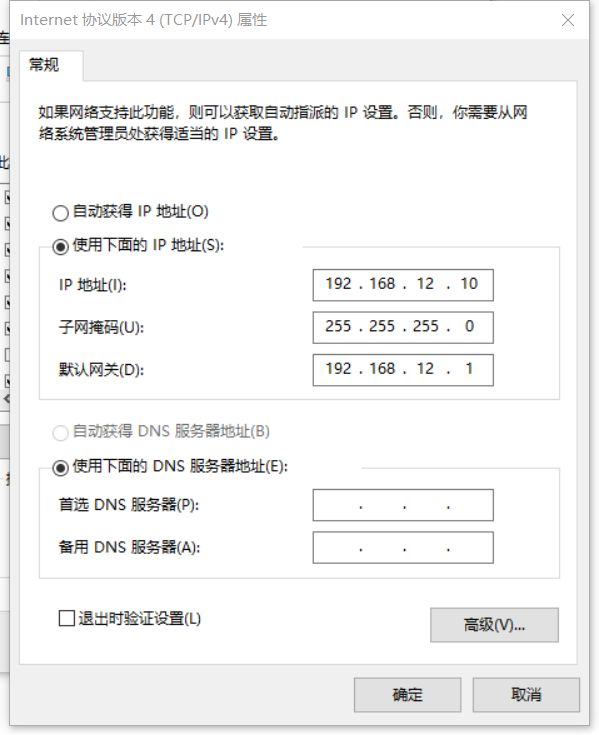 Internet 协议版本 4 (TCP/IPv4) 属性
常规
如果网络支持此功能，则可以获取自动指派的 IP 设置。否则，你需要从网
络系统管理员处获得适当的 IP 设置。
自动获得 IP 地址(O)
使用下面的 IP 地址(S):
IP 地址(I): 192 . 168 . 12 . 10
子网掩码(U): 255 . 255 . 255 . 0
默认网关(D): 192 . 168 . 12 . 1
自动获得 DNS 服务器地址(B)
使用下面的 DNS 服务器地址(E):
首选 DNS 服务器(P): . . .
备用 DNS 服务器(A): . . .
退出时验证设置(L)
高级(V)...
确定 取消